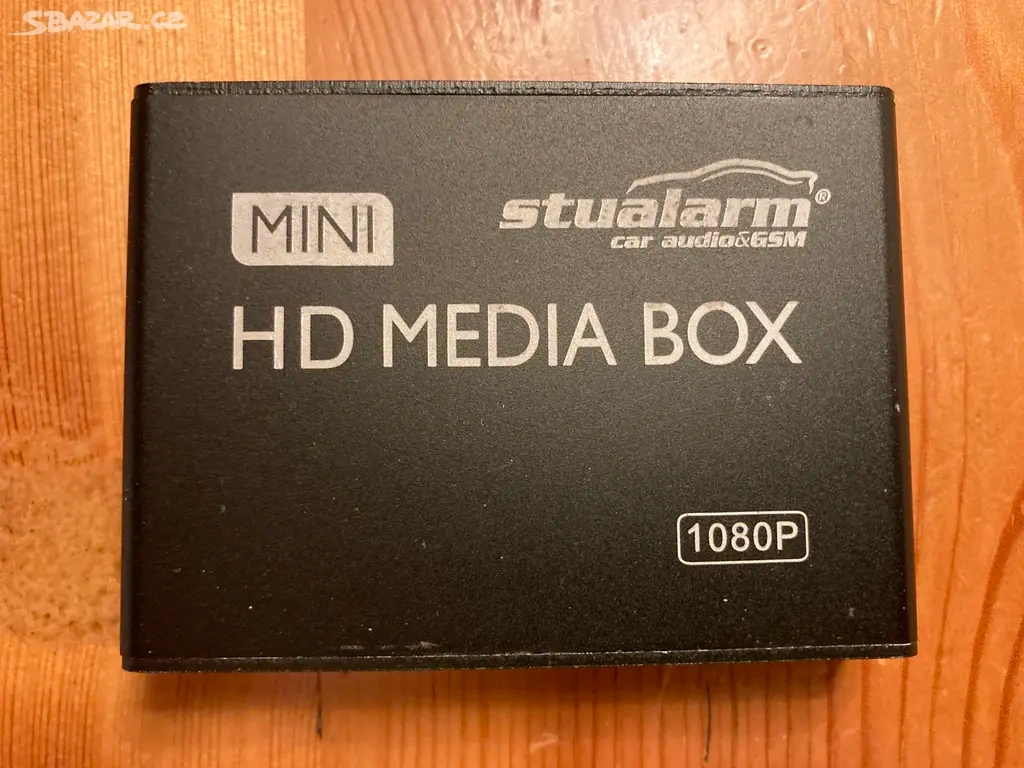 SBAZAR.CZ
MINI
stualarm®
car audio&GSM
HD MEDIA BOX
1080P